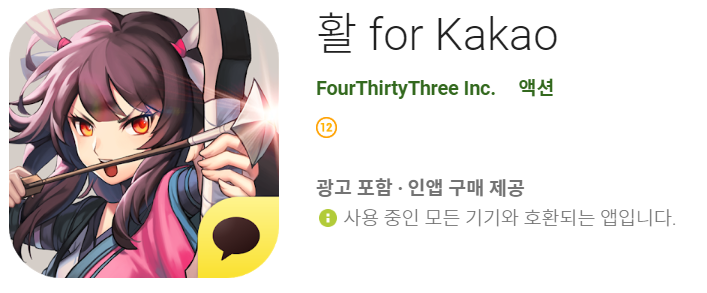 활 for Kakao
FourThirtyThree Inc. 액션
12
광고 포함 · 인앱 구매 제공
사용 중인 모든 기기와 호환되는 앱입니다.